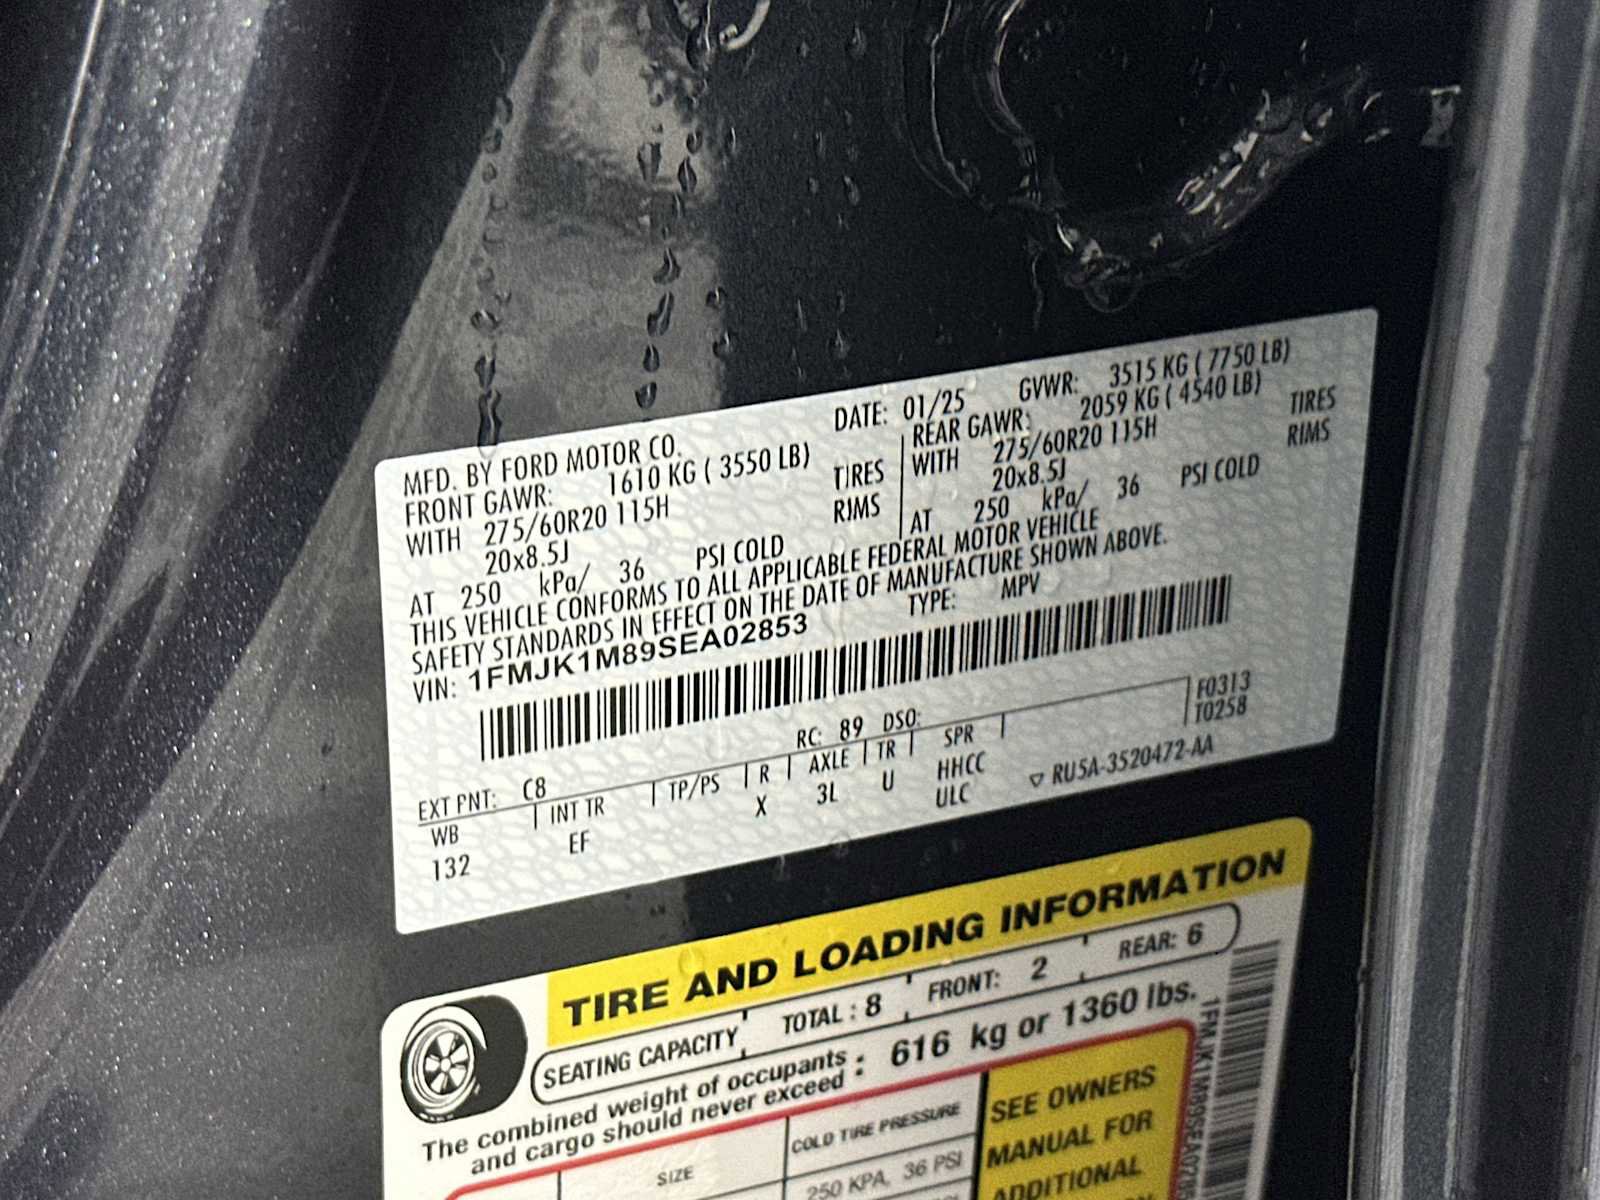 MFD. BY FORD MOTOR CO. DATE: 01/25 GVWR: 3515 KG ( 7750 LB)
FRONT GAWR: 1610 KG ( 3550 LB) REAR GAWR: 2059 KG ( 4540 LB)
WITH 275/60R20 115H TIRES WITH 275/60R20 115H TIRES
20x8.5J RIMS 20x8.5J RIMS
AT 250 kPa/ 36 PSI COLD AT 250 kPa/ 36 PSI COLD
THIS VEHICLE CONFORMS TO ALL APPLICABLE FEDERAL MOTOR VEHICLE
SAFETY STANDARDS IN EFFECT ON THE DATE OF MANUFACTURE SHOWN ABOVE.
VIN: 1FMJK1M89SEA02853 TYPE: MPV
F0313
T0258
EXT PNT: C8 RC: 89 DSO:
WB INT TR TP/PS R AXLE TR SPR
132 EF X 3L U HHCC
ULC
▽ RU5A-3520472-AA
TIRE AND LOADING INFORMATION
SEATING CAPACITY TOTAL : 8 FRONT: 2 REAR: 6
The combined weight of occupants
and cargo should never exceed : 616 kg or 1360 lbs.
SIZE COLD TIRE PRESSURE SEE OWNERS
250 KPA, 36 PSI MANUAL FOR
ADDITIONAL